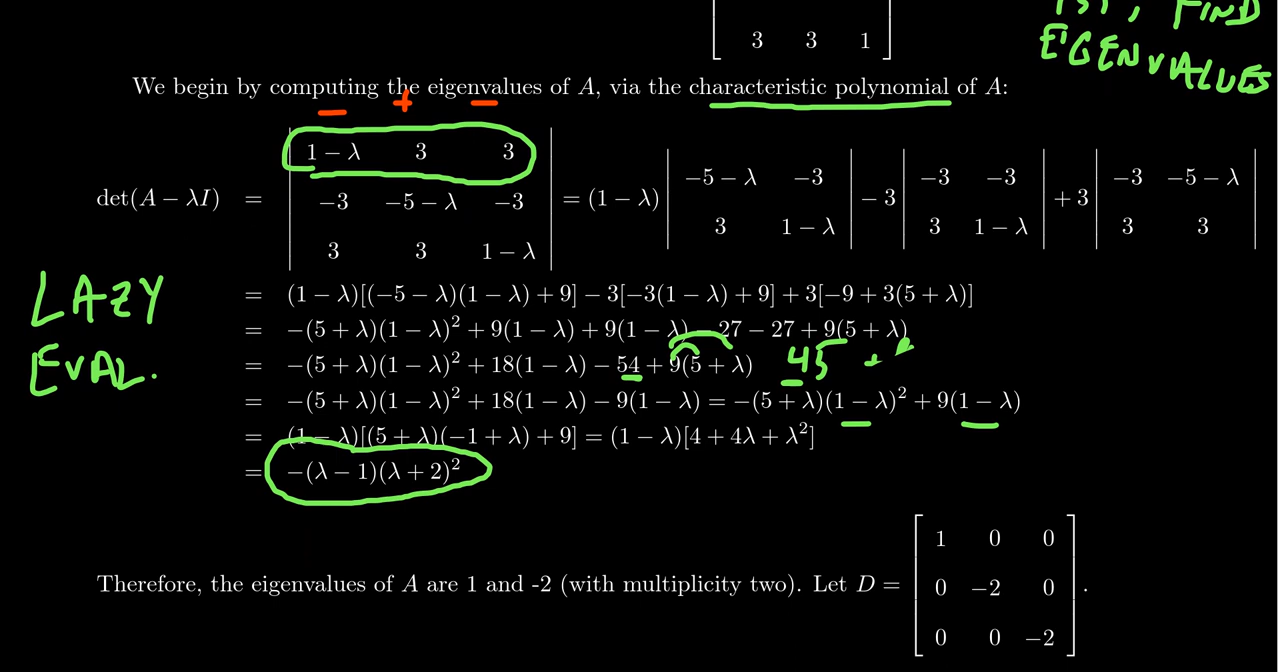 1ST, FIND
3 3 1
EIGENVALUES
We begin by computing the eigenvalues of A, via the characteristic polynomial of A:
− + −
det(A − λI) = | 1 − λ 3 3 | −3 −5 − λ −3 | 3 3 1 − λ | = (1 − λ) | −5 − λ −3 | 3 1 − λ | − 3 | −3 −3 | 3 1 − λ | + 3 | −3 −5 − λ | 3 3 |
LAZY
= (1 − λ)[(−5 − λ)(1 − λ) + 9] − 3[−3(1 − λ) + 9] + 3[−9 + 3(5 + λ)]
= −(5 + λ)(1 − λ)² + 9(1 − λ) + 9(1 − λ) − 27 − 27 + 9(5 + λ)
EVAL.
= −(5 + λ)(1 − λ)² + 18(1 − λ) − 54 + 9(5 + λ) 45 +
= −(5 + λ)(1 − λ)² + 18(1 − λ) − 9(1 − λ) = −(5 + λ)(1 − λ)² + 9(1 − λ)
= (1 − λ)[(5 + λ)(−1 + λ) + 9] = (1 − λ)[4 + 4λ + λ²]
= −(λ − 1)(λ + 2)²
Therefore, the eigenvalues of A are 1 and -2 (with multiplicity two). Let D = [ 1 0 0 | 0 −2 0 | 0 0 −2 ].